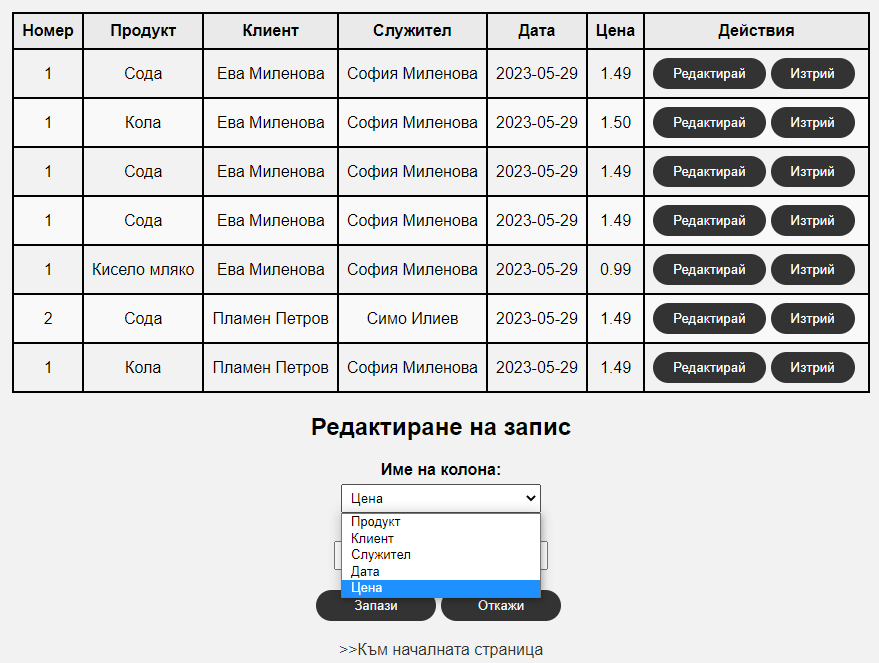 Номер Продукт Клиент Служител Дата Цена Действия
1 Сода Ева Миленова София Миленова 2023-05-29 1.49 Редактирай Изтрий
1 Кола Ева Миленова София Миленова 2023-05-29 1.50 Редактирай Изтрий
1 Сода Ева Миленова София Миленова 2023-05-29 1.49 Редактирай Изтрий
1 Сода Ева Миленова София Миленова 2023-05-29 1.49 Редактирай Изтрий
1 Кисело мляко Ева Миленова София Миленова 2023-05-29 0.99 Редактирай Изтрий
2 Сода Пламен Петров Симо Илиев 2023-05-29 1.49 Редактирай Изтрий
1 Кола Пламен Петров София Миленова 2023-05-29 1.49 Редактирай Изтрий
Редактиране на запис
Име на колона:
Цена
Продукт
Клиент
Служител
Дата
Цена
Запази Откажи
>>Към началната страница